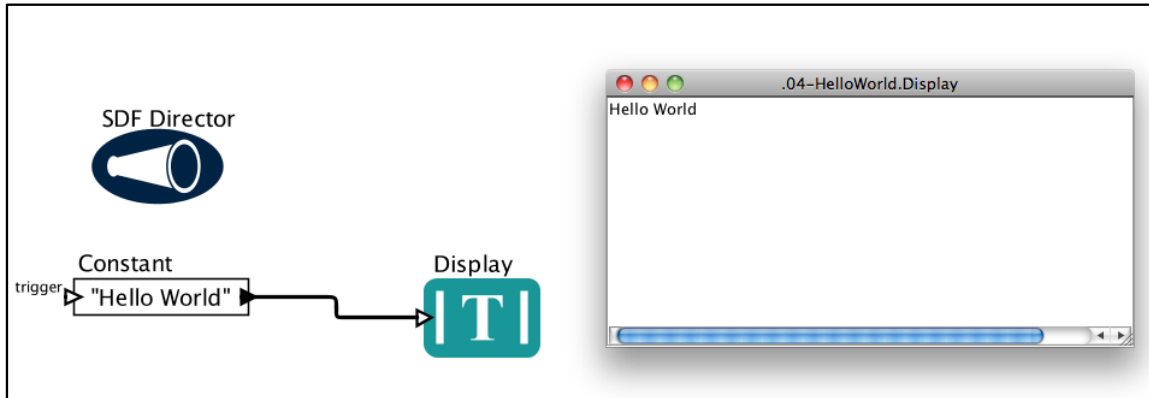 SDF Director
Constant
trigger
"Hello World"
Display
T
.04-HelloWorld.Display
Hello World